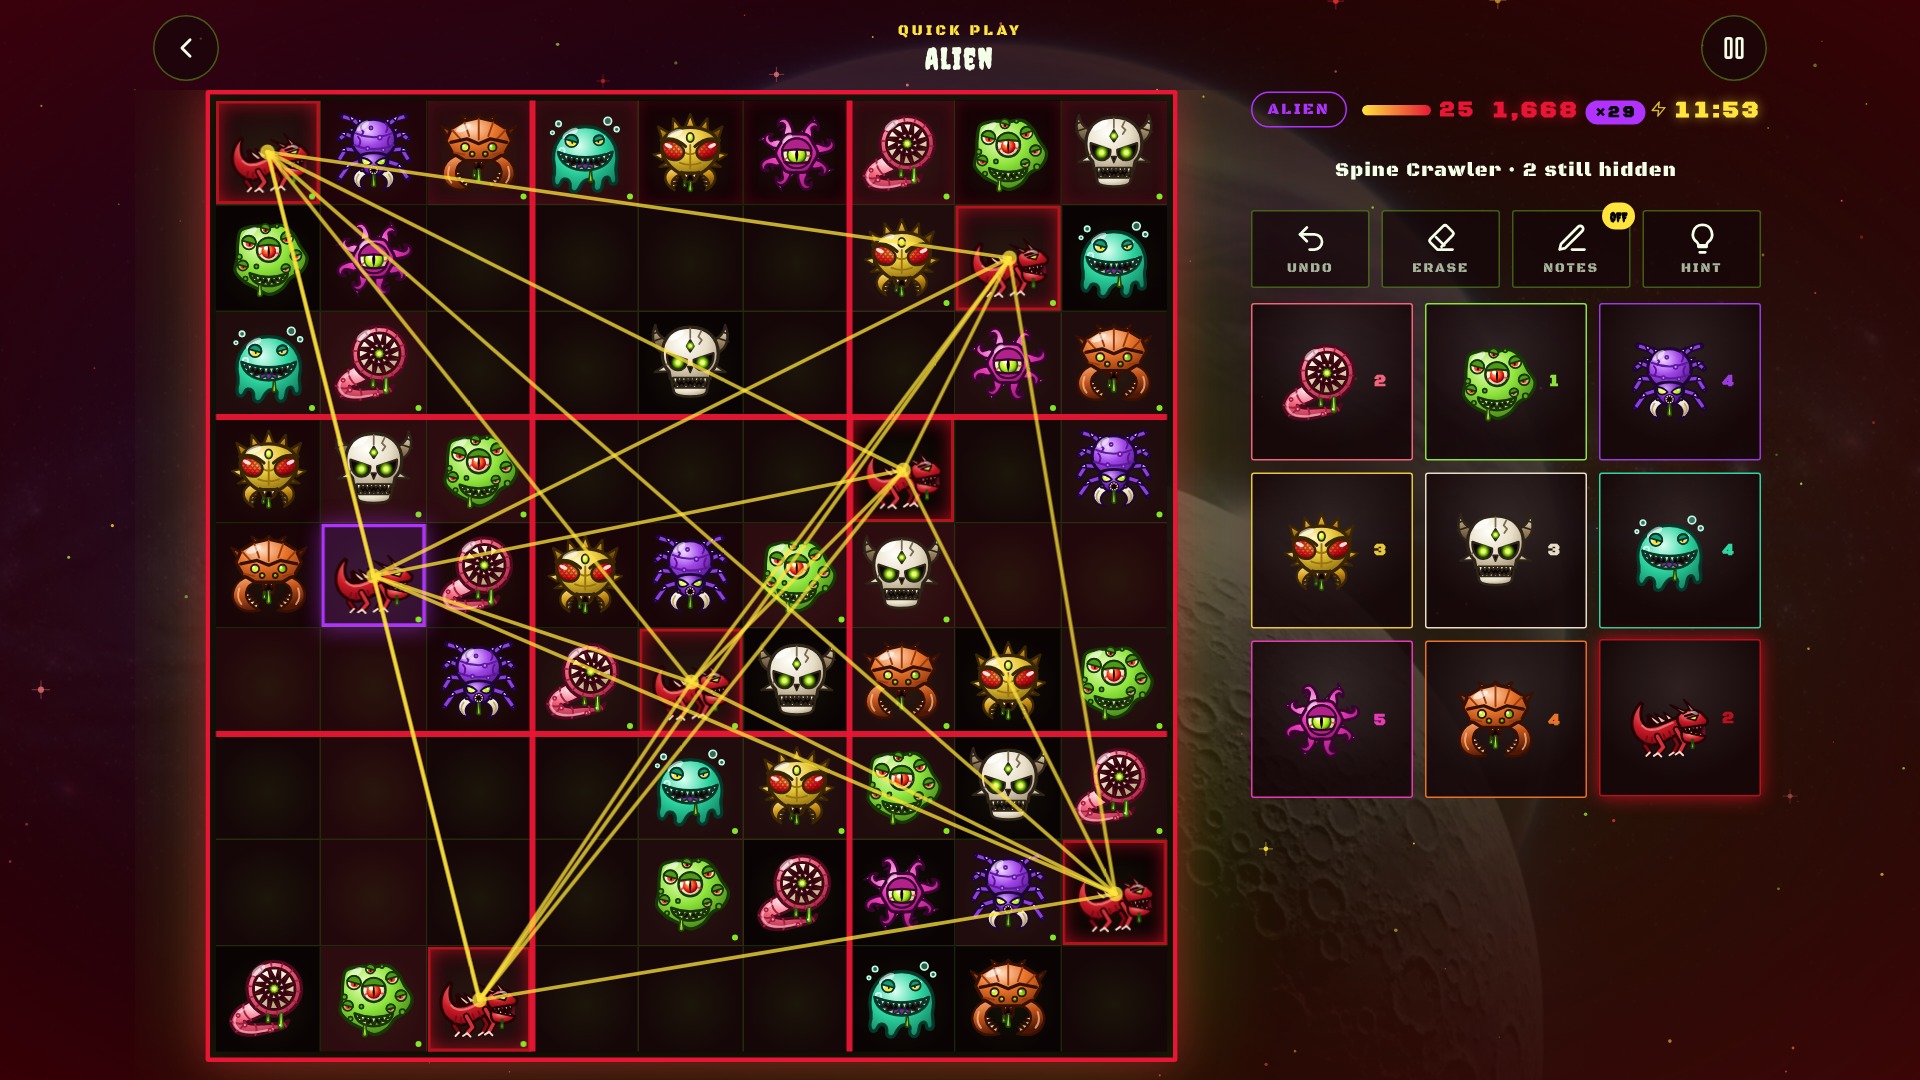 QUICK PLAY
ALIEN
ALIEN 25 1,668 ×29 11:53
Spine Crawler · 2 still hidden
OFF
UNDO ERASE NOTES HINT
2 1 4
3 3 4
5 4 2